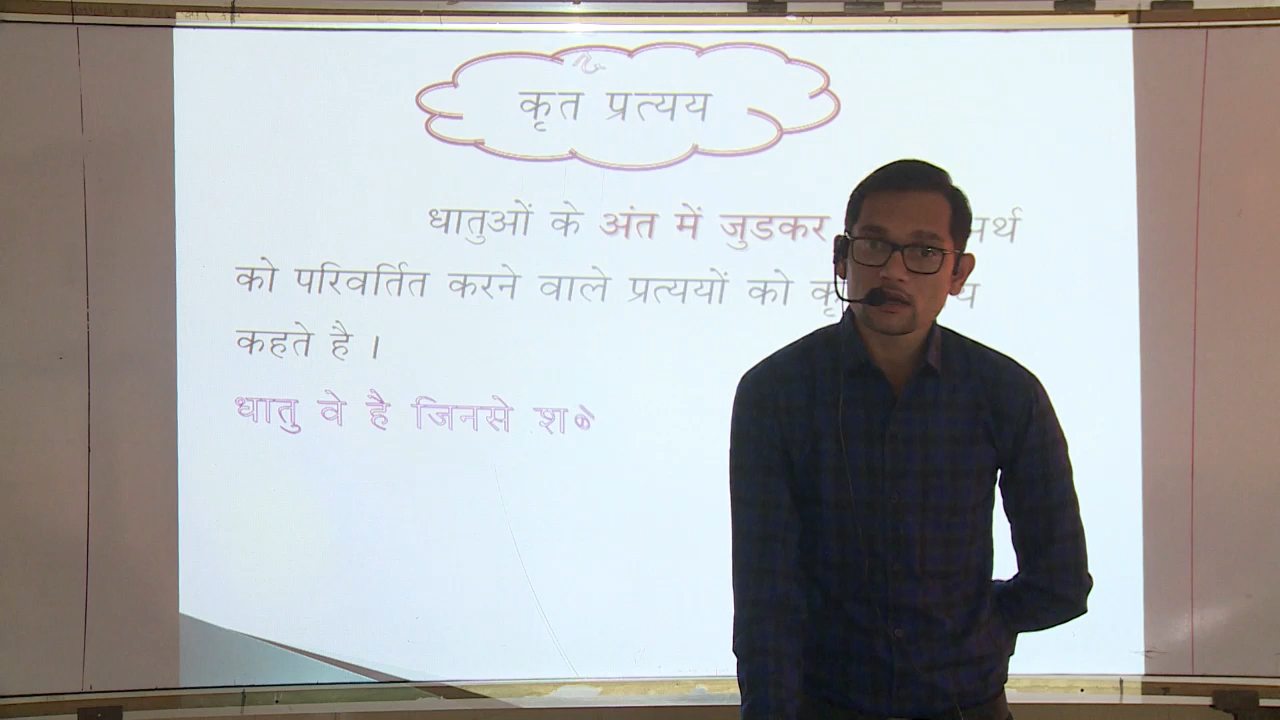 कृत प्रत्यय
धातुओं के अंत में जुडकर
को परिवर्तित करने वाले प्रत्ययों को
कहते है ।
धातु वे है जिनसे